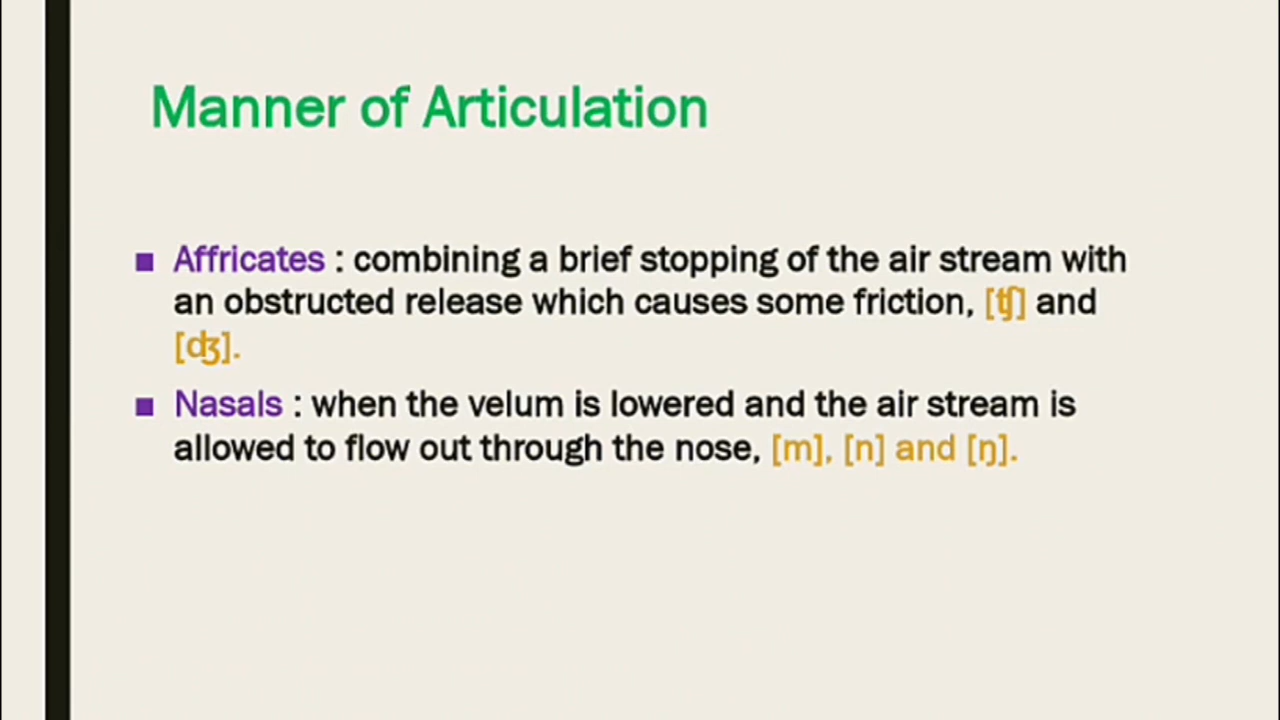 Manner of Articulation
■ Affricates : combining a brief stopping of the air stream with
an obstructed release which causes some friction, [ʧ] and
[ʤ].
■ Nasals : when the velum is lowered and the air stream is
allowed to flow out through the nose, [m], [n] and [ŋ].